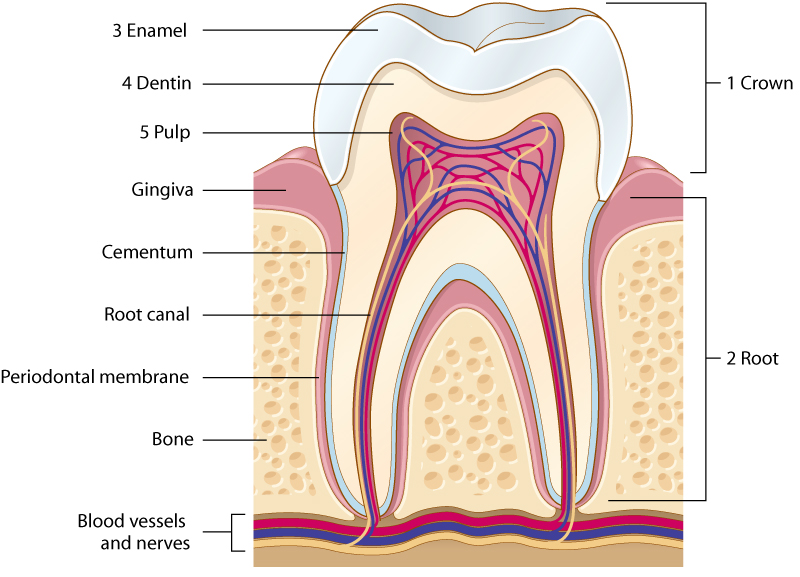 3 Enamel
4 Dentin
5 Pulp
Gingiva
Cementum
Root canal
Periodontal membrane
Bone
Blood vessels
and nerves
1 Crown
2 Root